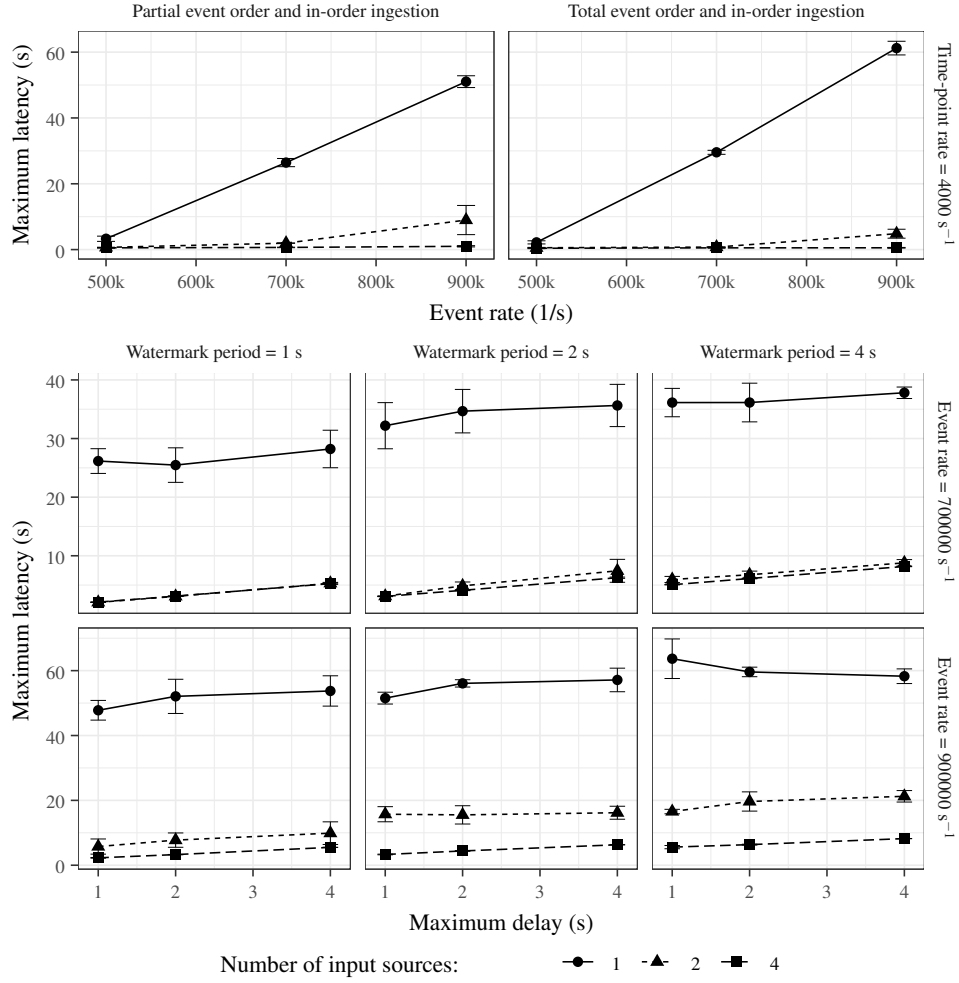 Partial event order and in-order ingestion
Total event order and in-order ingestion
Maximum latency (s)
60
40
20
0
Time-point rate = 4000 s⁻¹
500k 600k 700k 800k 900k
500k 600k 700k 800k 900k
Event rate (1/s)
Watermark period = 1 s
Watermark period = 2 s
Watermark period = 4 s
Maximum latency (s)
40
30
20
10
Event rate = 700000 s⁻¹
60
40
20
0
Event rate = 900000 s⁻¹
1 2 3 4
1 2 3 4
1 2 3 4
Maximum delay (s)
Number of input sources: 1 2 4